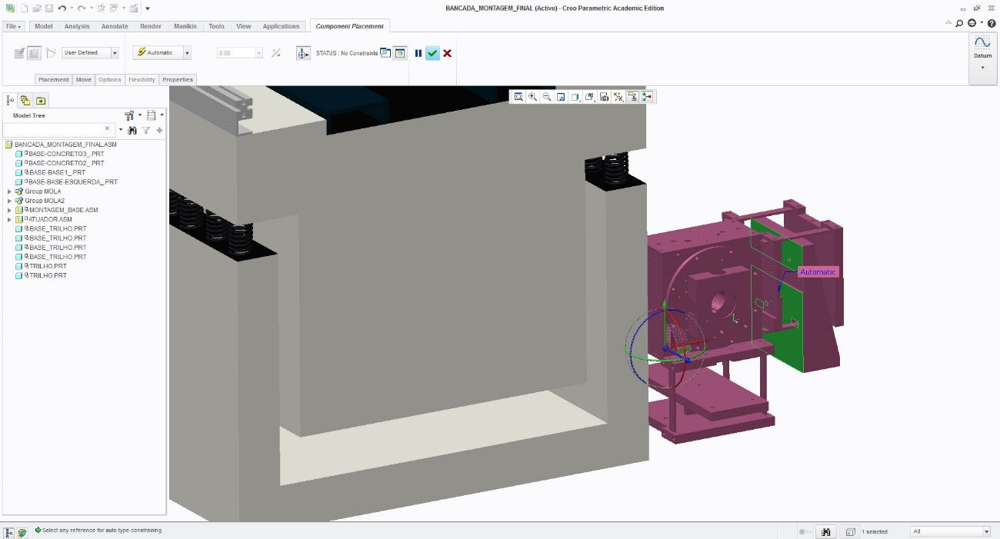 BANCADA_MONTAGEM_FINAL (Active) - Creo Parametric Academic Edition
File Model Analysis Annotate Render Manikin Tools View Applications Component Placement
User Defined Automatic 0.00 STATUS : No Constraints
Datum
Placement Move Options Flexibility Properties
Model Tree
BANCADA_MONTAGEM_FINAL.ASM
BASE-CONCRETO3_.PRT
BASE-CONCRETO2_.PRT
BASE-BASE1_.PRT
BASE-BASE-ESQUERDA_.PRT
Group MOLA
Group MOLA2
MONTAGEM_BASE.ASM
ATUADOR.ASM
BASE_TRILHO.PRT
BASE_TRILHO.PRT
BASE_TRILHO.PRT
BASE_TRILHO.PRT
TRILHO.PRT
TRILHO.PRT
Automatic
Select any reference for auto type constraining.
1 selected
All